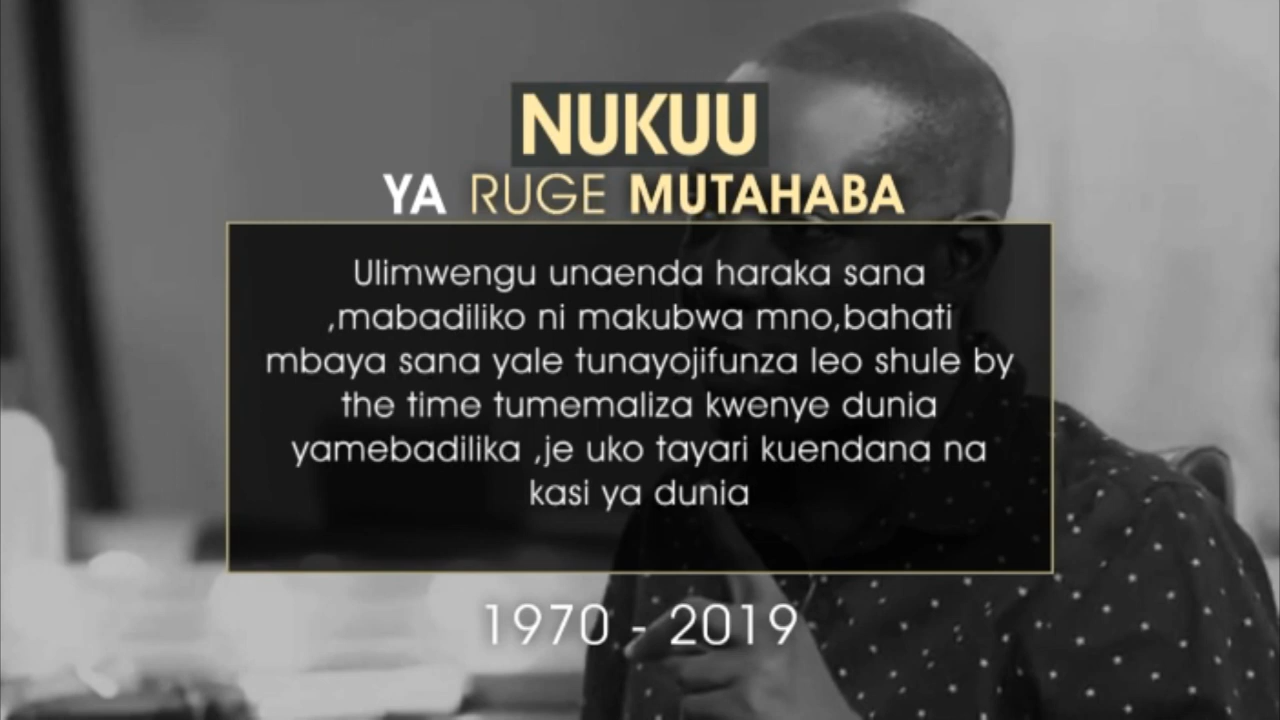 NUKUU
YA RUGE MUTAHABA
Ulimwengu unaenda haraka sana
,mabadiliko ni makubwa mno,bahati
mbaya sana yale tunayojifunza leo shule by
the time tumemaliza kwenye dunia
yamebadilika ,je uko tayari kuendana na
kasi ya dunia
1970 - 2019